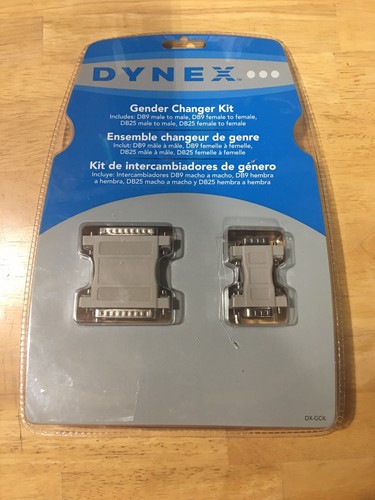 DYNEX
Gender Changer Kit
Includes: DB9 male to male, DB9 female to female,
DB25 male to male, DB25 female to female
Ensemble changeur de genre
Inclut: DB9 mâle à mâle, DB9 femelle à femelle,
DB25 mâle à mâle, DB25 femelle à femelle
Kit de intercambiadores de género
Incluye: Intercambiadores DB9 macho a macho, DB9 hembra
a hembra, DB25 macho a macho y DB25 hembra a hembra
DX-GCK